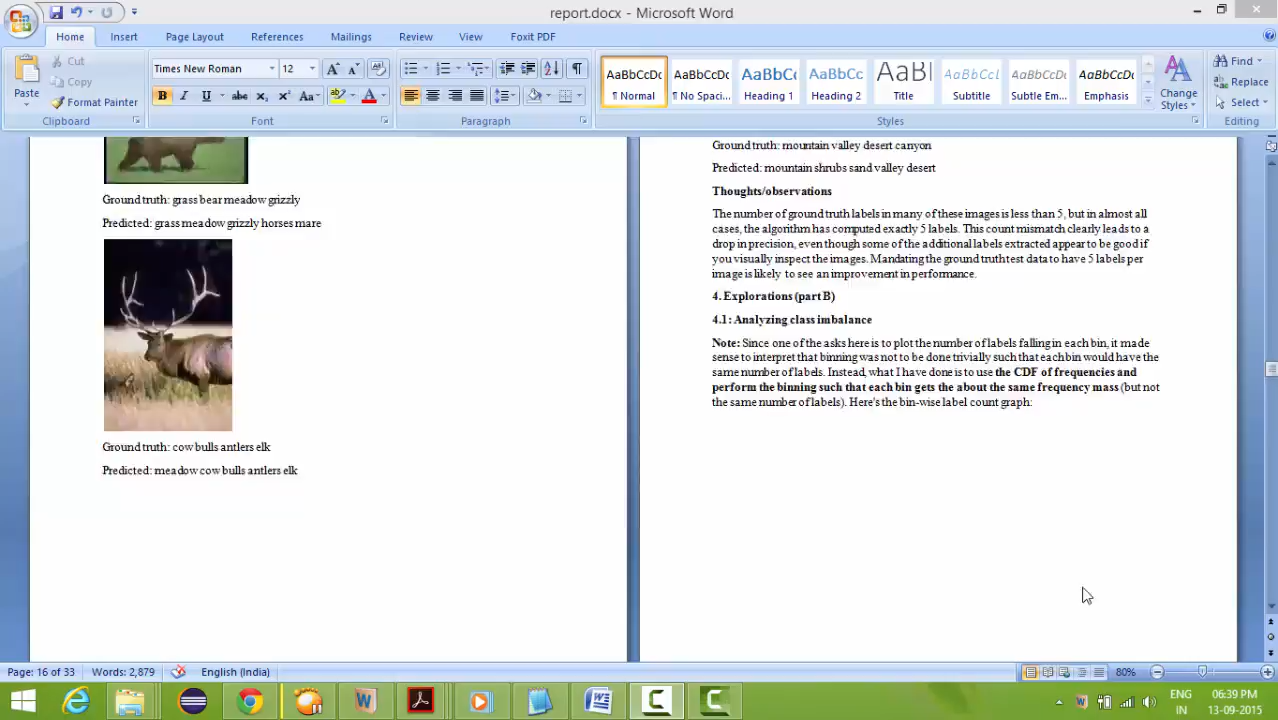 report.docx - Microsoft Word
Home Insert Page Layout References Mailings Review View Foxit PDF
Paste
Cut
Copy
Format Painter
Clipboard
Times New Roman 12
Font
Paragraph
AaBbCcDc
¶ Normal
AaBbCcDc
¶ No Spaci...
AaBbC
Heading 1
AaBbCc
Heading 2
AaB
Title
AaBbCcL
Subtitle
AaBbCcDc
Subtle Em...
AaBbCcDc
Emphasis
Change
Styles
Styles
Find
Replace
Select
Editing
Ground truth: grass bear meadow grizzly
Predicted: grass meadow grizzly horses mare
Ground truth: cow bulls antlers elk
Predicted: meadow cow bulls antlers elk
Ground truth: mountain valley desert canyon
Predicted: mountain shrubs sand valley desert
Thoughts/observations
The number of ground truth labels in many of these images is less than 5, but in almost all
cases, the algorithm has computed exactly 5 labels. This count mismatch clearly leads to a
drop in precision, even though some of the additional labels extracted appear to be good if
you visually inspect the images. Mandating the ground truth test data to have 5 labels per
image is likely to see an improvement in performance.
4. Explorations (part B)
4.1: Analyzing class imbalance
Note: Since one of the asks here is to plot the number of labels falling in each bin, it made
sense to interpret that binning was not to be done trivially such that each bin would have the
same number of labels. Instead, what I have done is to use the CDF of frequencies and
perform the binning such that each bin gets the about the same frequency mass (but not
the same number of labels). Here's the bin-wise label count graph:
Page: 16 of 33 Words: 2,879 English (India) 80%
ENG 06:39 PM
IN 13-09-2015